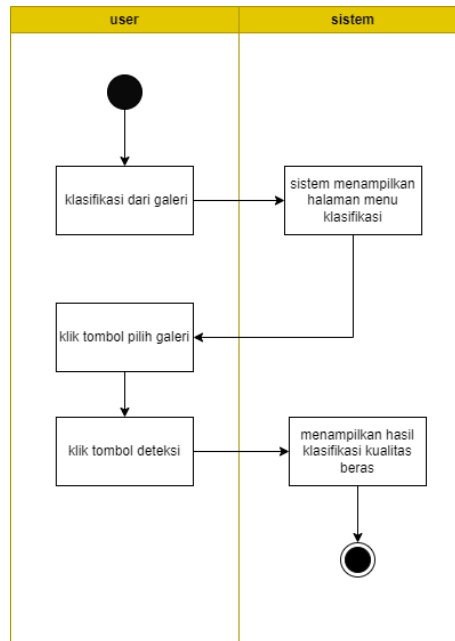 user
sistem
klasifikasi dari galeri
sistem menampilkan
halaman menu
klasifikasi
klik tombol pilih galeri
klik tombol deteksi
menampilkan hasil
klasifikasi kualitas
beras